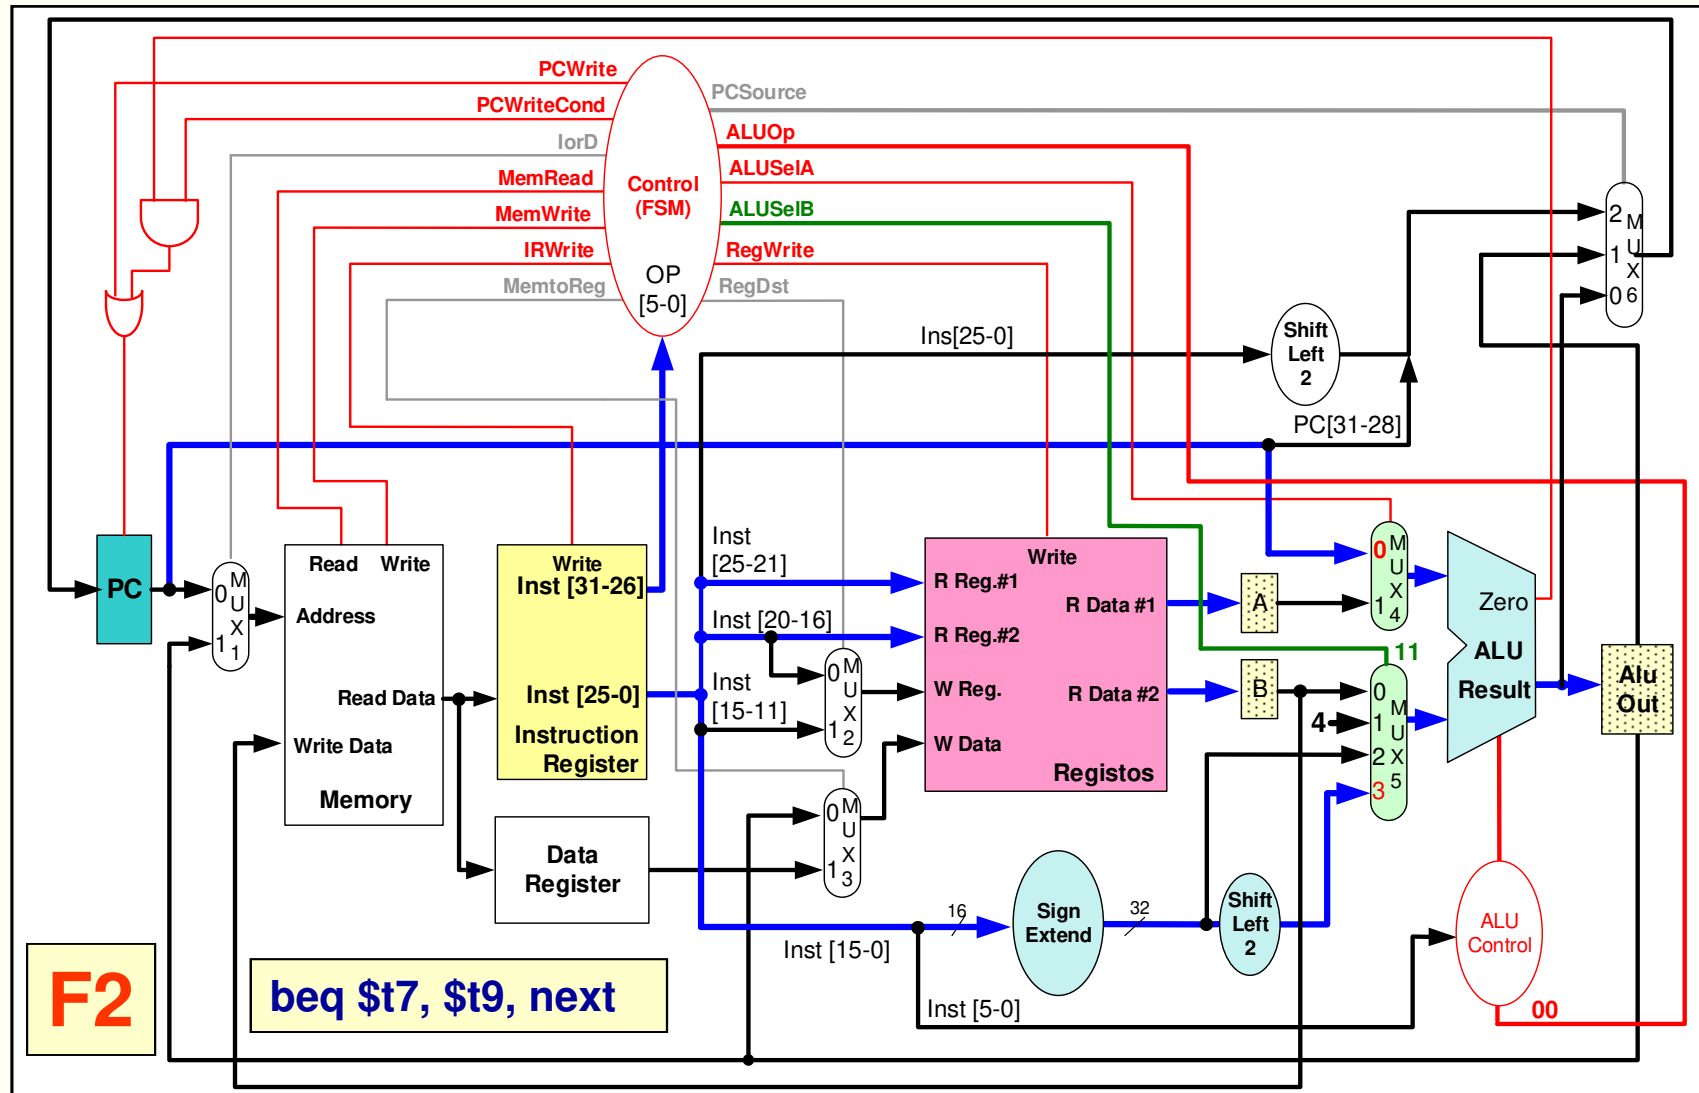 PCWrite
PCWriteCond
IorD
MemRead
MemWrite
IRWrite
MemtoReg
Control
(FSM)
OP
[5-0]
PCSource
ALUOp
ALUSelA
ALUSelB
RegWrite
RegDst
2
1
0
M
U
X
6
Ins[25-0]
Shift
Left
2
PC[31-28]
PC
0
1
M
U
X
1
Read Write
Address
Read Data
Write Data
Memory
Write
Inst [31-26]
Inst [25-0]
Instruction
Register
Data
Register
Inst
[25-21]
Inst [20-16]
Inst
[15-11]
0
1
M
U
X
2
0
1
M
U
X
3
Write
R Reg.#1
R Reg.#2
W Reg.
W Data
R Data #1
R Data #2
Registos
A
B
0
1
M
U
X
4
11
4
0
1
2
3
M
U
X
5
Zero
ALU
Result
Alu
Out
16
Sign
Extend
32
Shift
Left
2
ALU
Control
00
Inst [15-0]
Inst [5-0]
F2
beq $t7, $t9, next